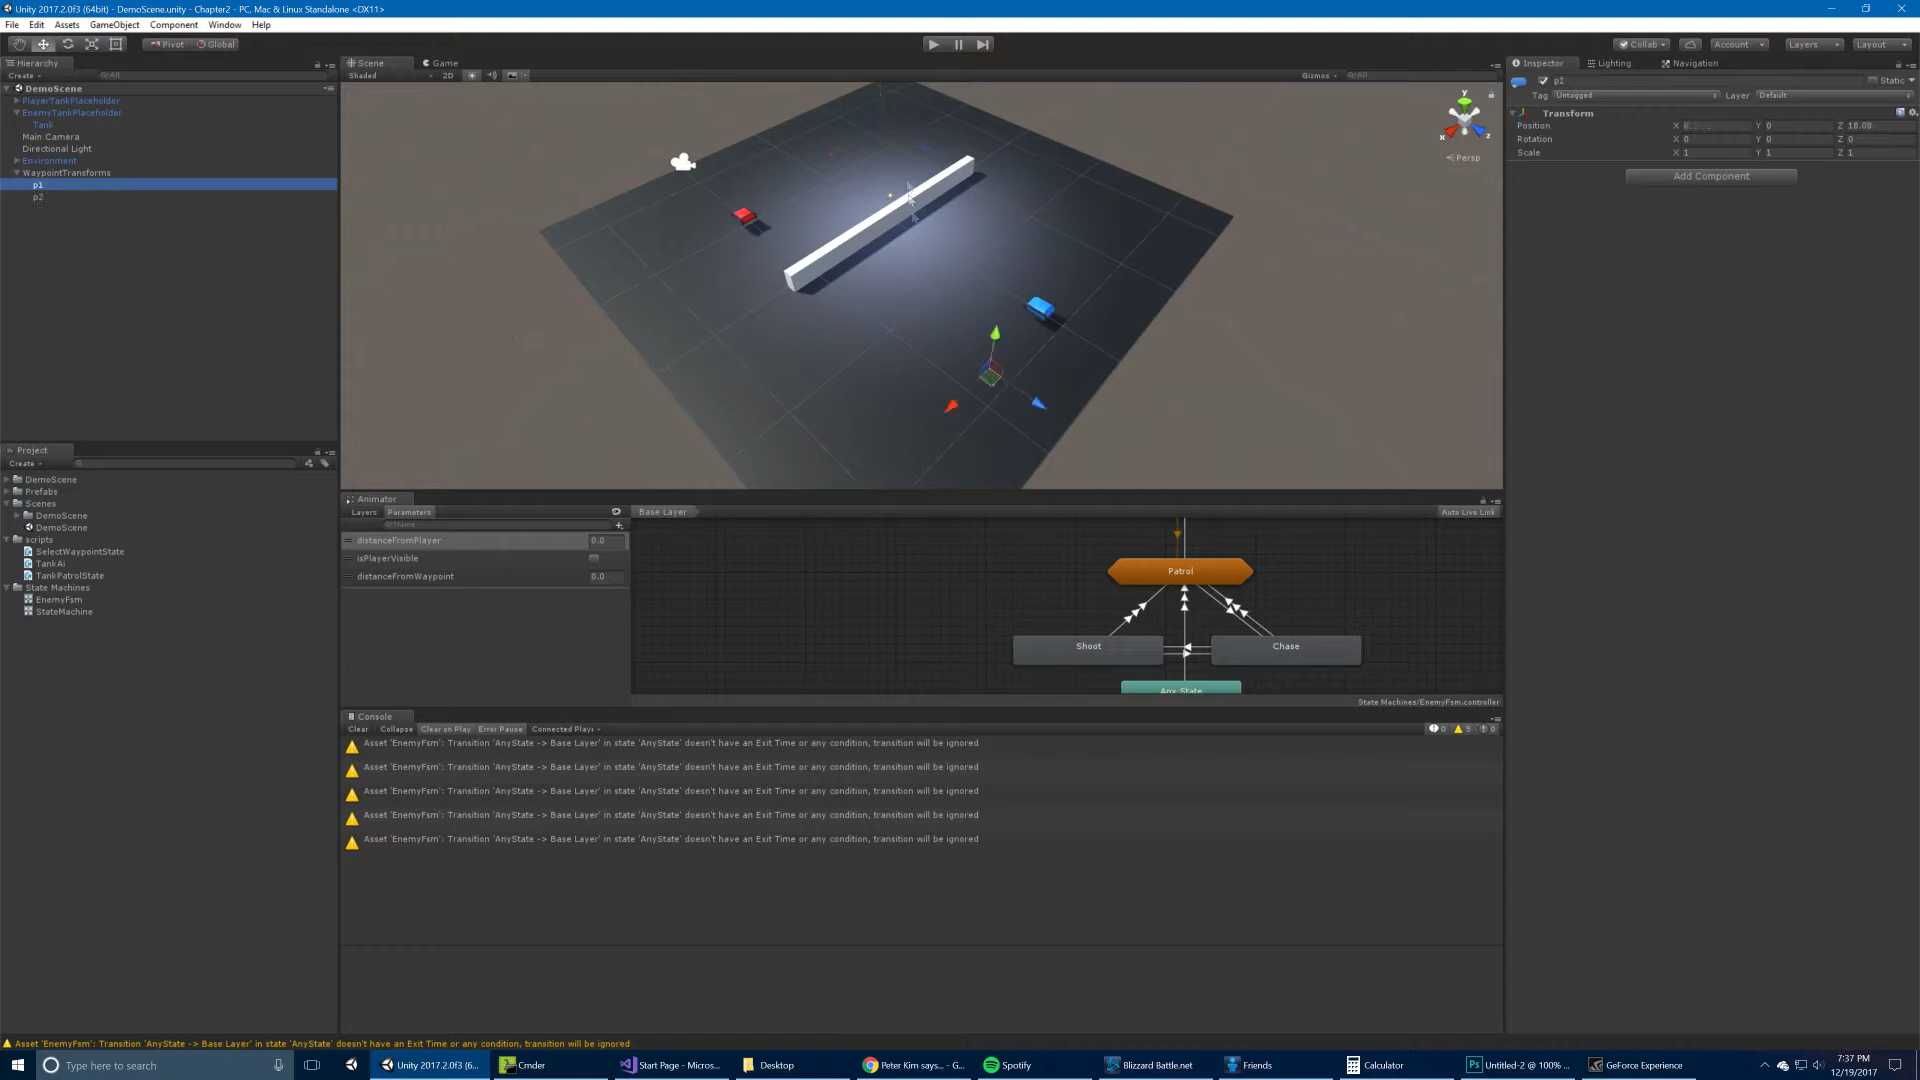 Unity 2017.2.0f3 (64bit) - DemoScene.unity - Chapter2 - PC, Mac & Linux Standalone <DX11>
File Edit Assets GameObject Component Window Help
Pivot Global Collab Account Layers Layout
Hierarchy
Create All
DemoScene
PlayerTankPlaceholder
EnemyTankPlaceholder
Tank
Main Camera
Directional Light
Environment
WaypointTransforms
p1
p2
Scene Game
Shaded 2D Gizmos All
y
x
z
Persp
Inspector Lighting Navigation
p2 Static
Tag Untagged Layer Default
Transform
Position X Y 0 Z 18.08
Rotation X 0 Y 0 Z 0
Scale X 1 Y 1 Z 1
Add Component
Project
Create
DemoScene
Prefabs
Scenes
DemoScene
DemoScene
scripts
SelectWaypointState
TankAi
TankPatrolState
State Machines
EnemyFsm
StateMachine
Animator
Layers Parameters Base Layer Auto Live Link
Name
distanceFromPlayer 0.0
isPlayerVisible
distanceFromWaypoint 0.0
Patrol
Shoot
Chase
Any State
State Machines/EnemyFsm.controller
Console
Clear Collapse Clear on Play Error Pause Connected Play 0 5 0
Asset 'EnemyFsm': Transition 'AnyState -> Base Layer' in state 'AnyState' doesn't have an Exit Time or any condition, transition will be ignored
Asset 'EnemyFsm': Transition 'AnyState -> Base Layer' in state 'AnyState' doesn't have an Exit Time or any condition, transition will be ignored
Asset 'EnemyFsm': Transition 'AnyState -> Base Layer' in state 'AnyState' doesn't have an Exit Time or any condition, transition will be ignored
Asset 'EnemyFsm': Transition 'AnyState -> Base Layer' in state 'AnyState' doesn't have an Exit Time or any condition, transition will be ignored
Asset 'EnemyFsm': Transition 'AnyState -> Base Layer' in state 'AnyState' doesn't have an Exit Time or any condition, transition will be ignored
Asset 'EnemyFsm': Transition 'AnyState -> Base Layer' in state 'AnyState' doesn't have an Exit Time or any condition, transition will be ignored
Type here to search
Unity 2017.2.0f3 (6...
Cmder
Start Page - Micros...
Desktop
Peter Kim says... - G...
Spotify
Blizzard Battle.net
Friends
Calculator
Untitled-2 @ 100% ...
GeForce Experience
7:37 PM
12/19/2017